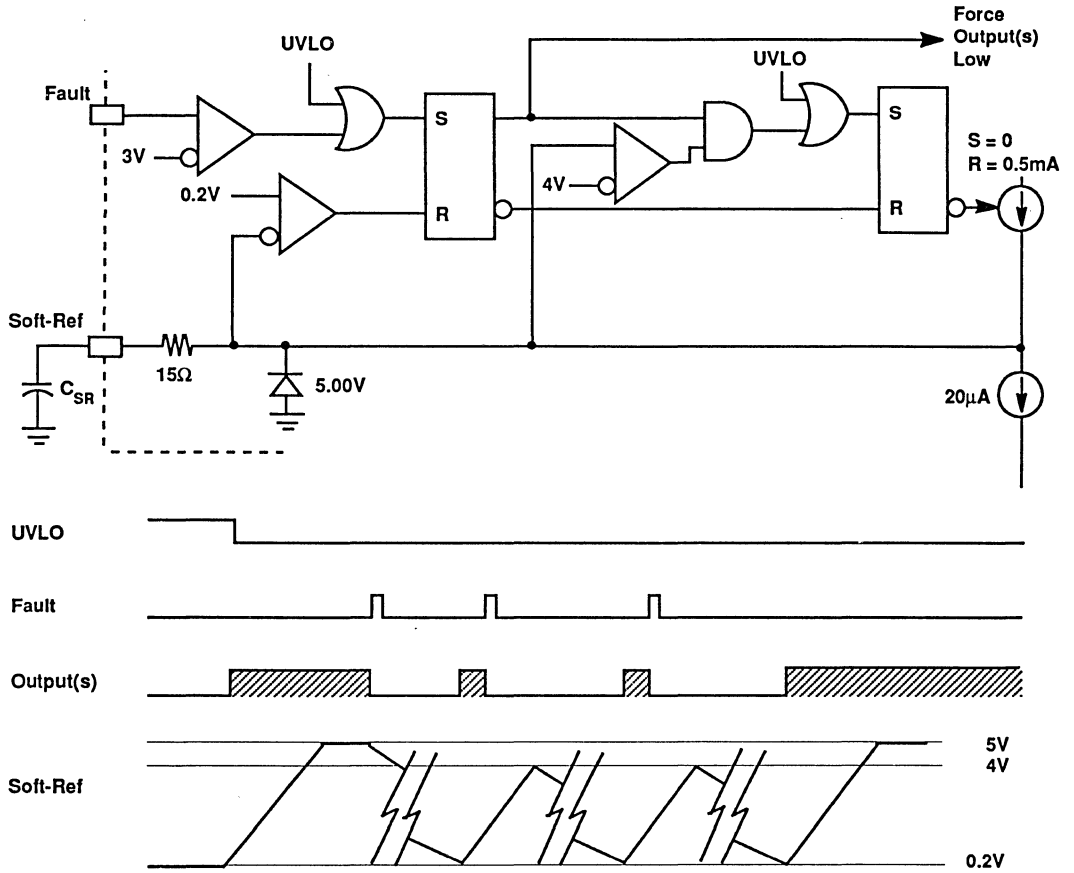 Force
Output(s)
Low
UVLO
UVLO
Fault
S
S
S = 0
R = 0.5mA
3V
4V
0.2V
R
R
Soft-Ref
15Ω
5.00V
C_SR
20μA
UVLO
Fault
Output(s)
5V
4V
Soft-Ref
0.2V